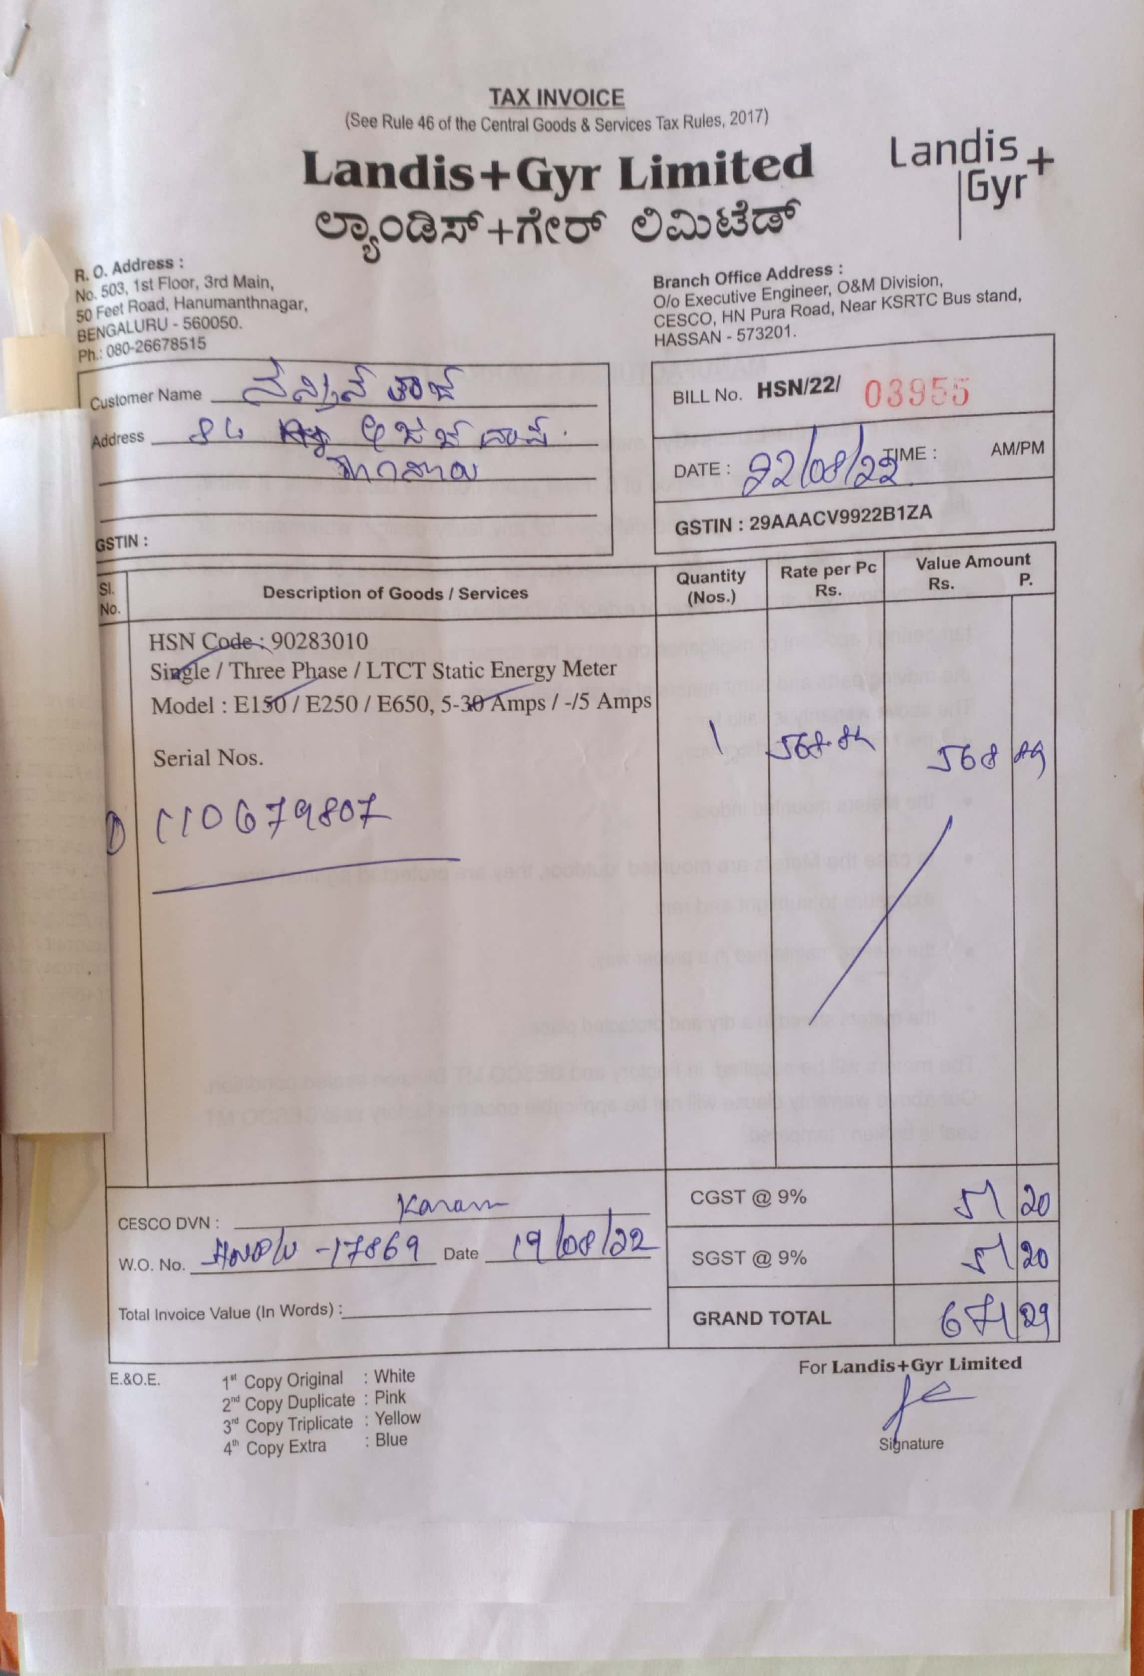 TAX INVOICE
(See Rule 46 of the Central Goods & Services Tax Rules, 2017)
Landis+Gyr Limited
ಲ್ಯಾಂಡಿಸ್+ಗೇರ್ ಲಿಮಿಟೆಡ್
Landis
Gyr+
R. O. Address :
No. 503, 1st Floor, 3rd Main,
50 Feet Road, Hanumanthnagar,
BENGALURU - 560050.
Ph.: 080-26678515
Branch Office Address :
O/o Executive Engineer, O&M Division,
CESCO, HN Pura Road, Near KSRTC Bus stand,
HASSAN - 573201.
Customer Name
Address
GSTIN :
BILL No. HSN/22/ 03955
DATE : 22/08/22 TIME : AM/PM
GSTIN : 29AAACV9922B1ZA
Sl. No. Description of Goods / Services Quantity (Nos.) Rate per Pc Rs. Value Amount Rs. P.
HSN Code : 90283010
Single / Three Phase / LTCT Static Energy Meter
Model : E150 / E250 / E650, 5-30 Amps / -/5 Amps
1 568.89 568 89
Serial Nos.
1) 110679807
CGST @ 9% 51 20
SGST @ 9% 51 20
GRAND TOTAL 671 29
CESCO DVN :
W.O. No. -17869 Date 19/08/22
Total Invoice Value (In Words) :
E.&O.E.
1st Copy Original : White
2nd Copy Duplicate : Pink
3rd Copy Triplicate : Yellow
4th Copy Extra : Blue
For Landis+Gyr Limited
Signature